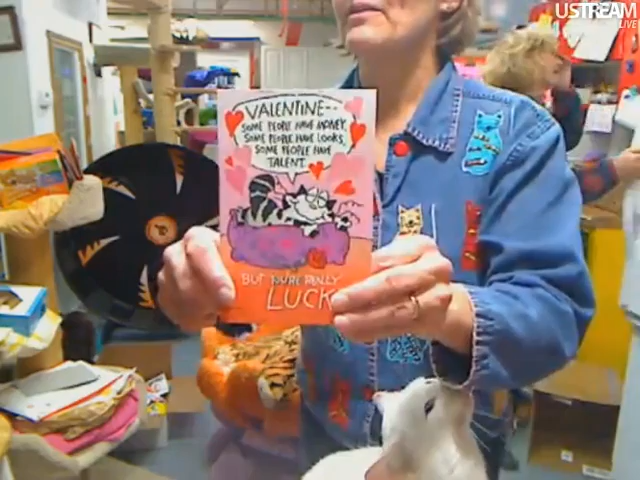 USTREAM
LIVE
VALENTINE--
SOME PEOPLE HAVE MONEY,
SOME PEOPLE HAVE LOOKS,
SOME PEOPLE HAVE
TALENT.
BUT YOU'RE REALLY
LUCK